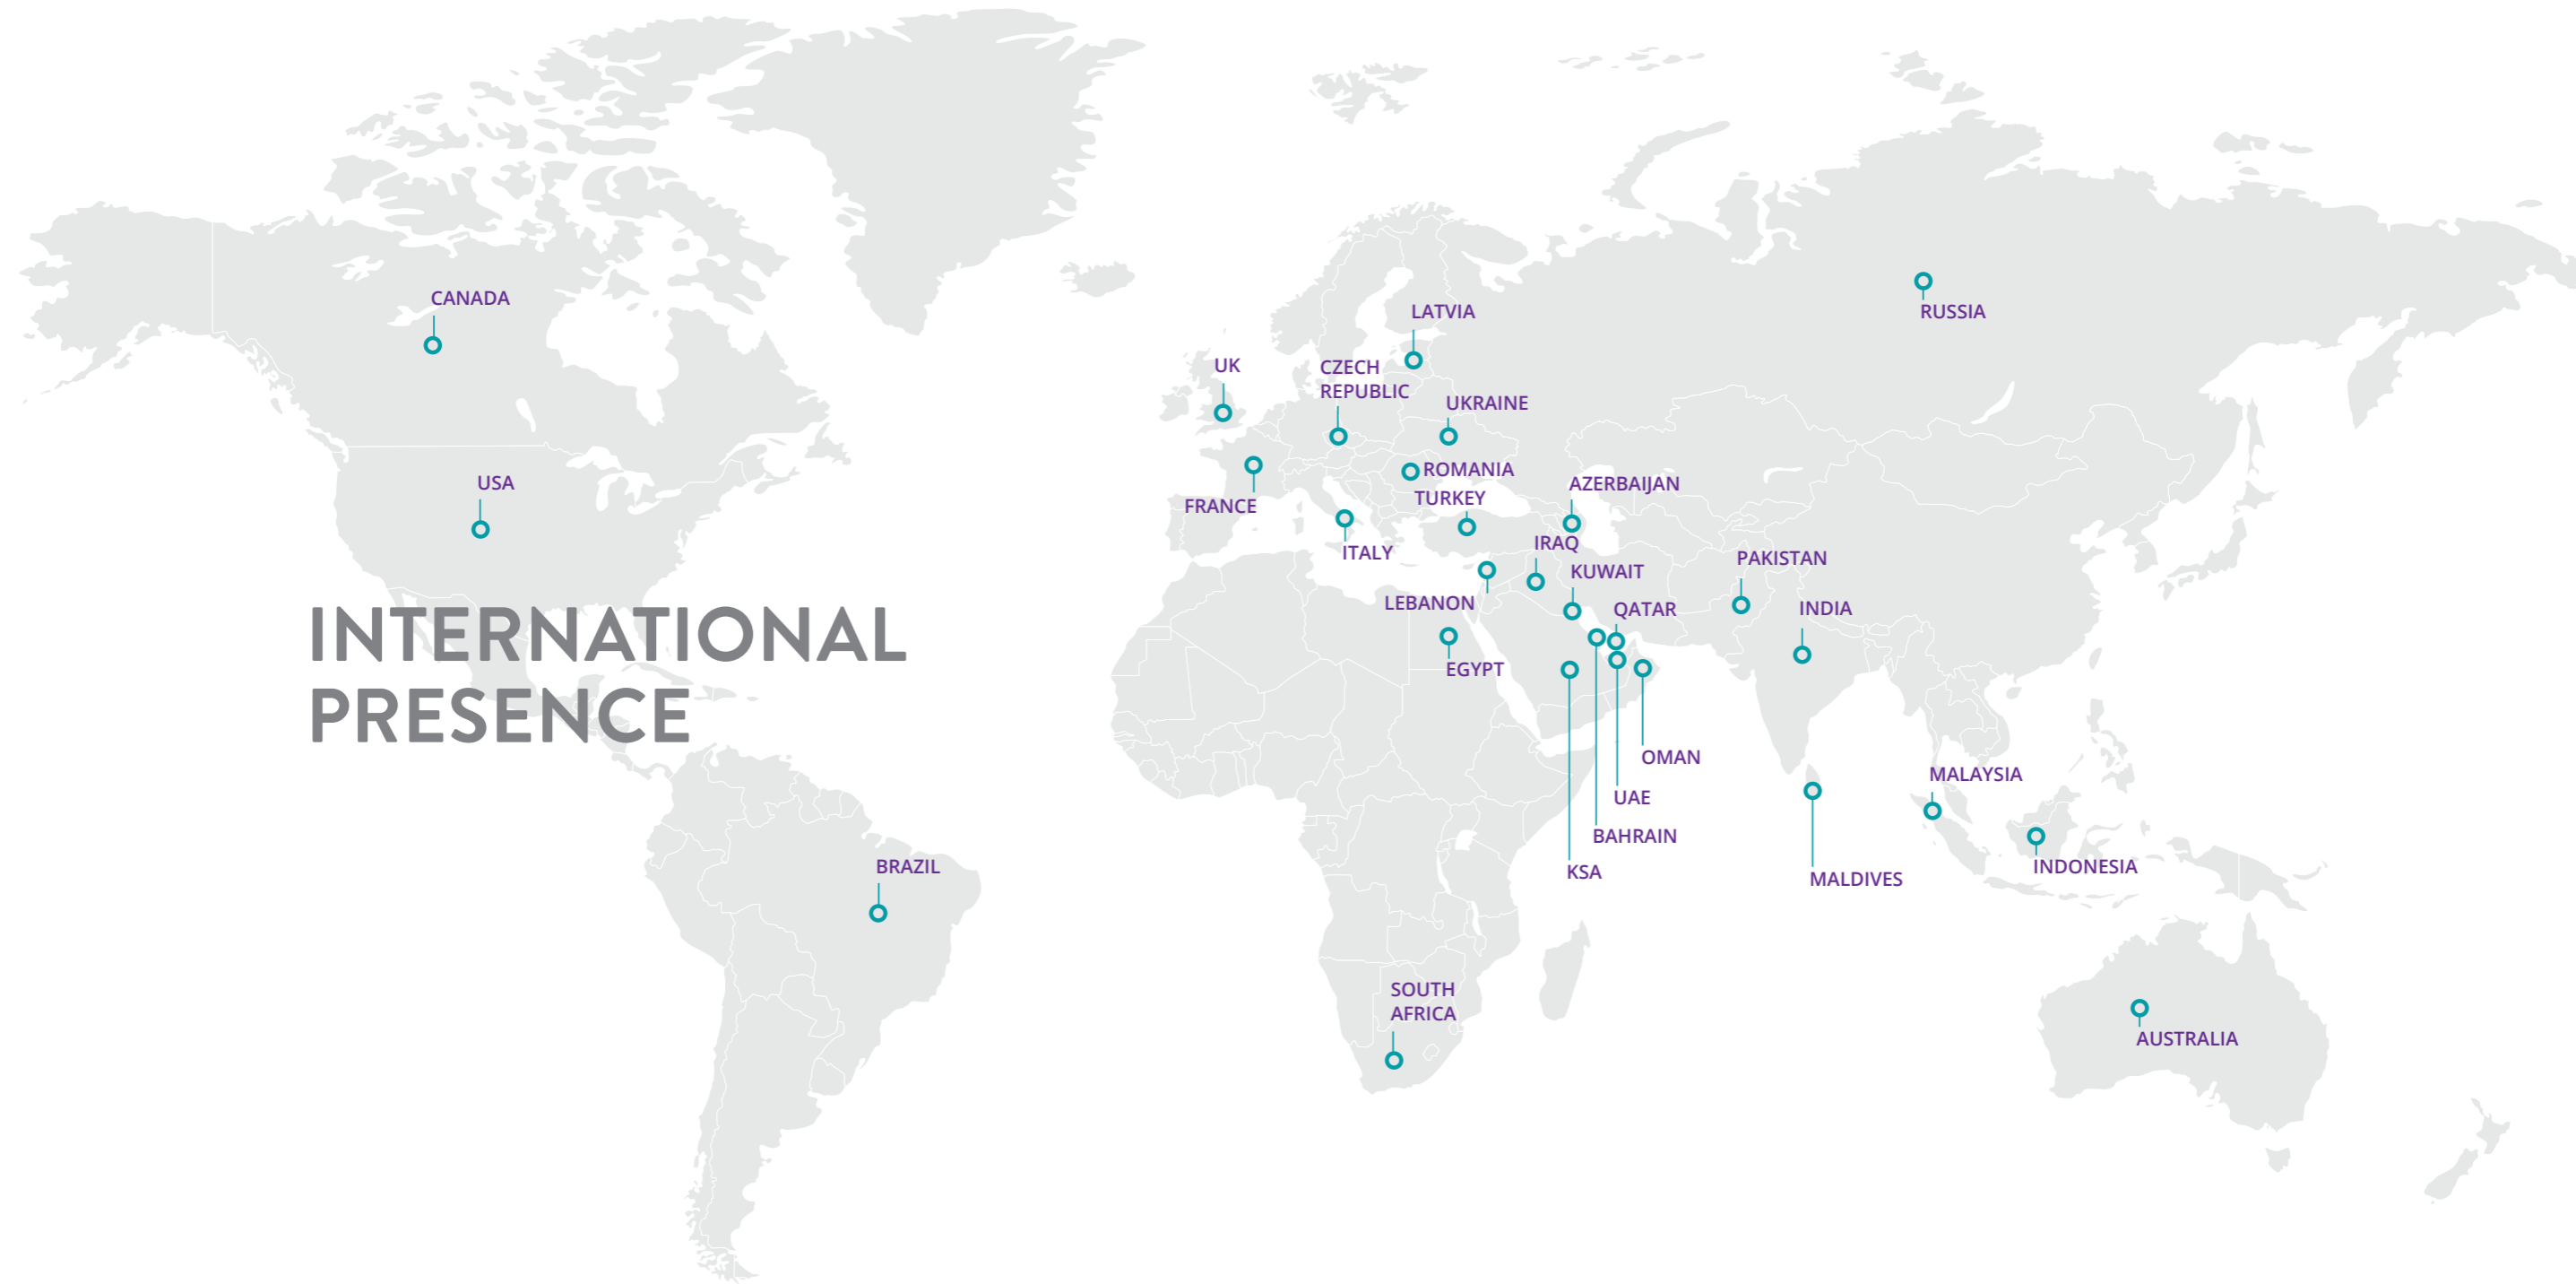 CANADA
USA
INTERNATIONAL
PRESENCE
BRAZIL
LATVIA
RUSSIA
UK
CZECH
REPUBLIC
UKRAINE
ROMANIA
FRANCE
TURKEY
AZERBAIJAN
ITALY
IRAQ
KUWAIT
PAKISTAN
LEBANON
QATAR
INDIA
EGYPT
OMAN
UAE
BAHRAIN
KSA
MALDIVES
MALAYSIA
INDONESIA
SOUTH
AFRICA
AUSTRALIA